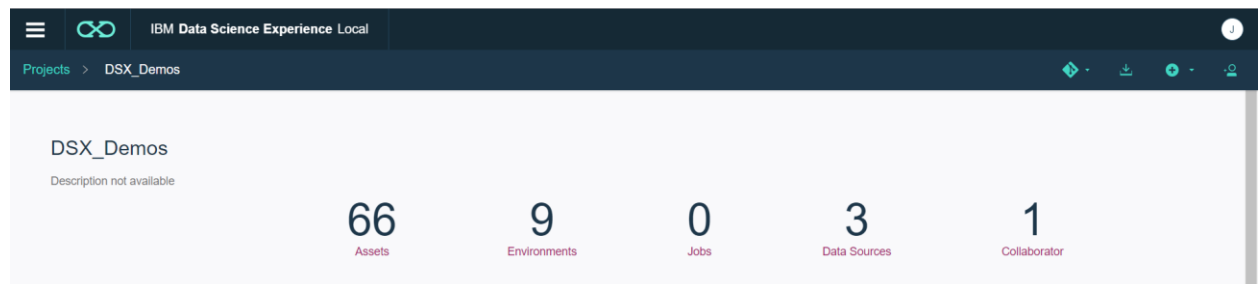 IBM Data Science Experience Local
J
Projects > DSX_Demos
DSX_Demos
Description not available
66 9 0 3 1
Assets Environments Jobs Data Sources Collaborator